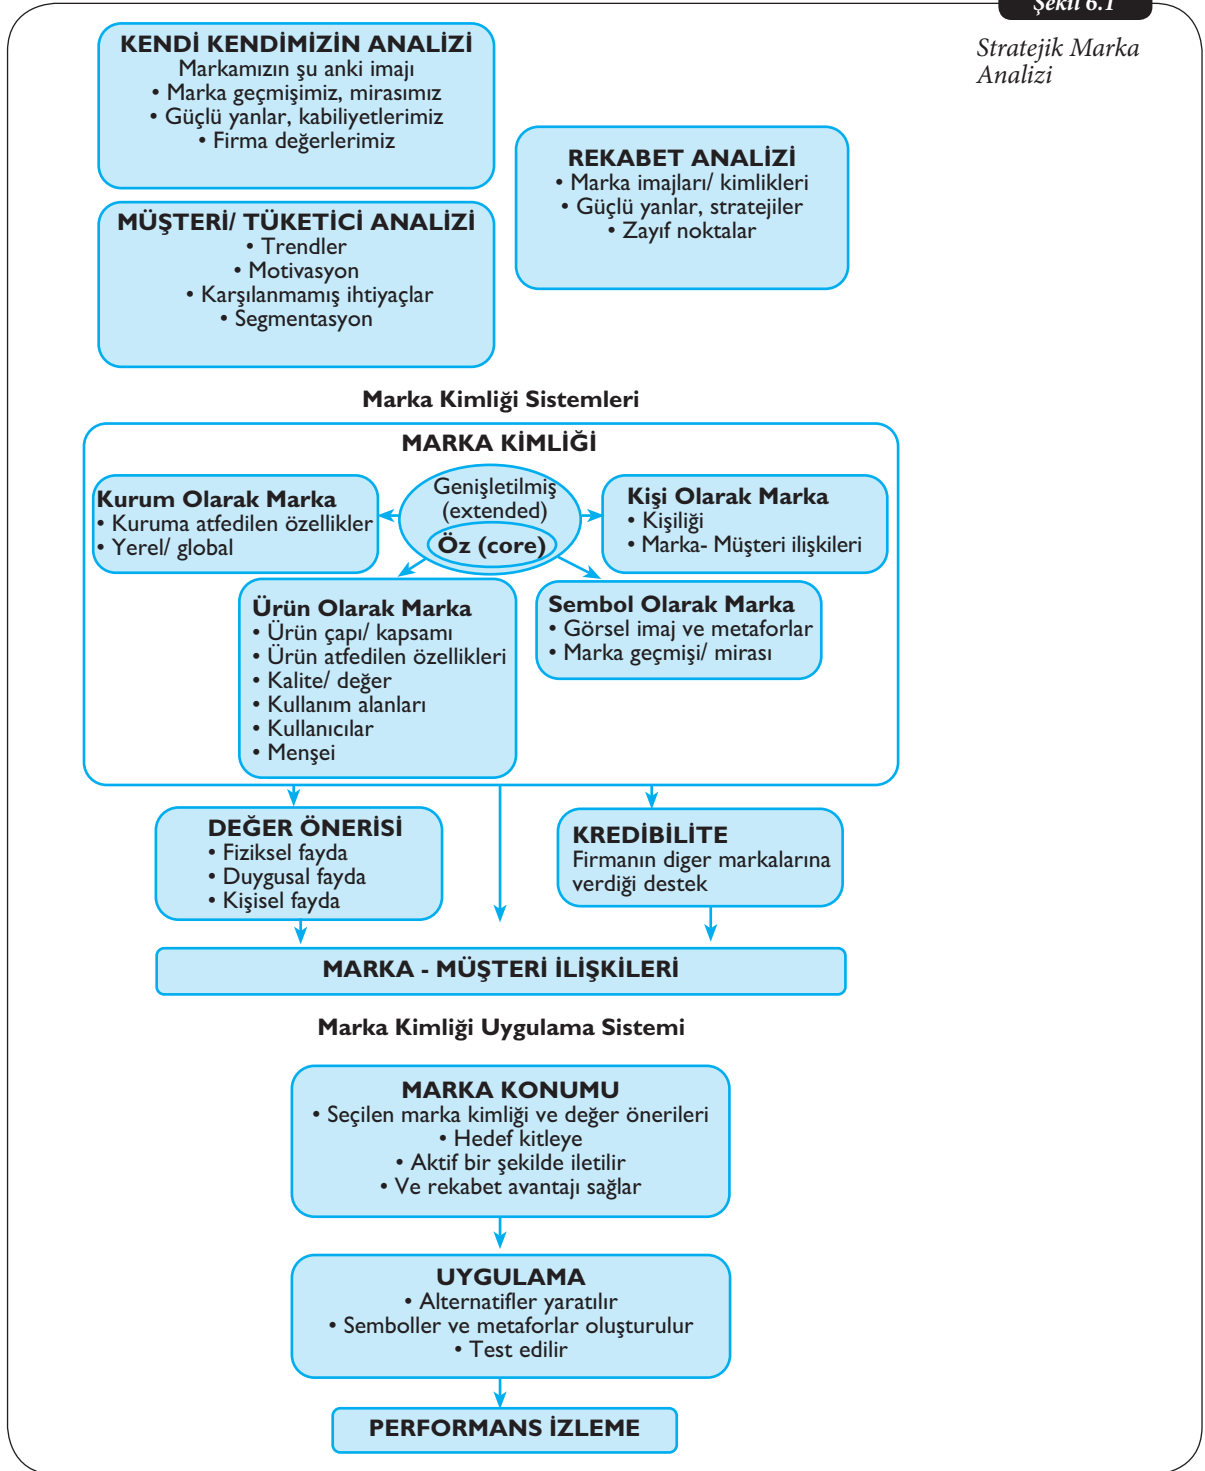 Şekil 6.1
Stratejik Marka
Analizi
KENDİ KENDİMİZİN ANALİZİ
Markamızın şu anki imajı
• Marka geçmişimiz, mirasımız
• Güçlü yanlar, kabiliyetlerimiz
• Firma değerlerimiz
REKABET ANALİZİ
• Marka imajları/ kimlikleri
• Güçlü yanlar, stratejiler
• Zayıf noktalar
MÜŞTERİ/ TÜKETİCİ ANALİZİ
• Trendler
• Motivasyon
• Karşılanmamış ihtiyaçlar
• Segmentasyon
Marka Kimliği Sistemleri
MARKA KİMLİĞİ
Kurum Olarak Marka
• Kuruma atfedilen özellikler
• Yerel/ global
Genişletilmiş
(extended)
Öz (core)
Kişi Olarak Marka
• Kişiliği
• Marka- Müşteri ilişkileri
Ürün Olarak Marka
• Ürün çapı/ kapsamı
• Ürün atfedilen özellikleri
• Kalite/ değer
• Kullanım alanları
• Kullanıcılar
• Menşei
Sembol Olarak Marka
• Görsel imaj ve metaforlar
• Marka geçmişi/ mirası
DEĞER ÖNERİSİ
• Fiziksel fayda
• Duygusal fayda
• Kişisel fayda
KREDİBİLİTE
Firmanın diger markalarına
verdiği destek
MARKA - MÜŞTERİ İLİŞKİLERİ
Marka Kimliği Uygulama Sistemi
MARKA KONUMU
• Seçilen marka kimliği ve değer önerileri
• Hedef kitleye
• Aktif bir şekilde iletilir
• Ve rekabet avantajı sağlar
UYGULAMA
• Alternatifler yaratılır
• Semboller ve metaforlar oluşturulur
• Test edilir
PERFORMANS İZLEME